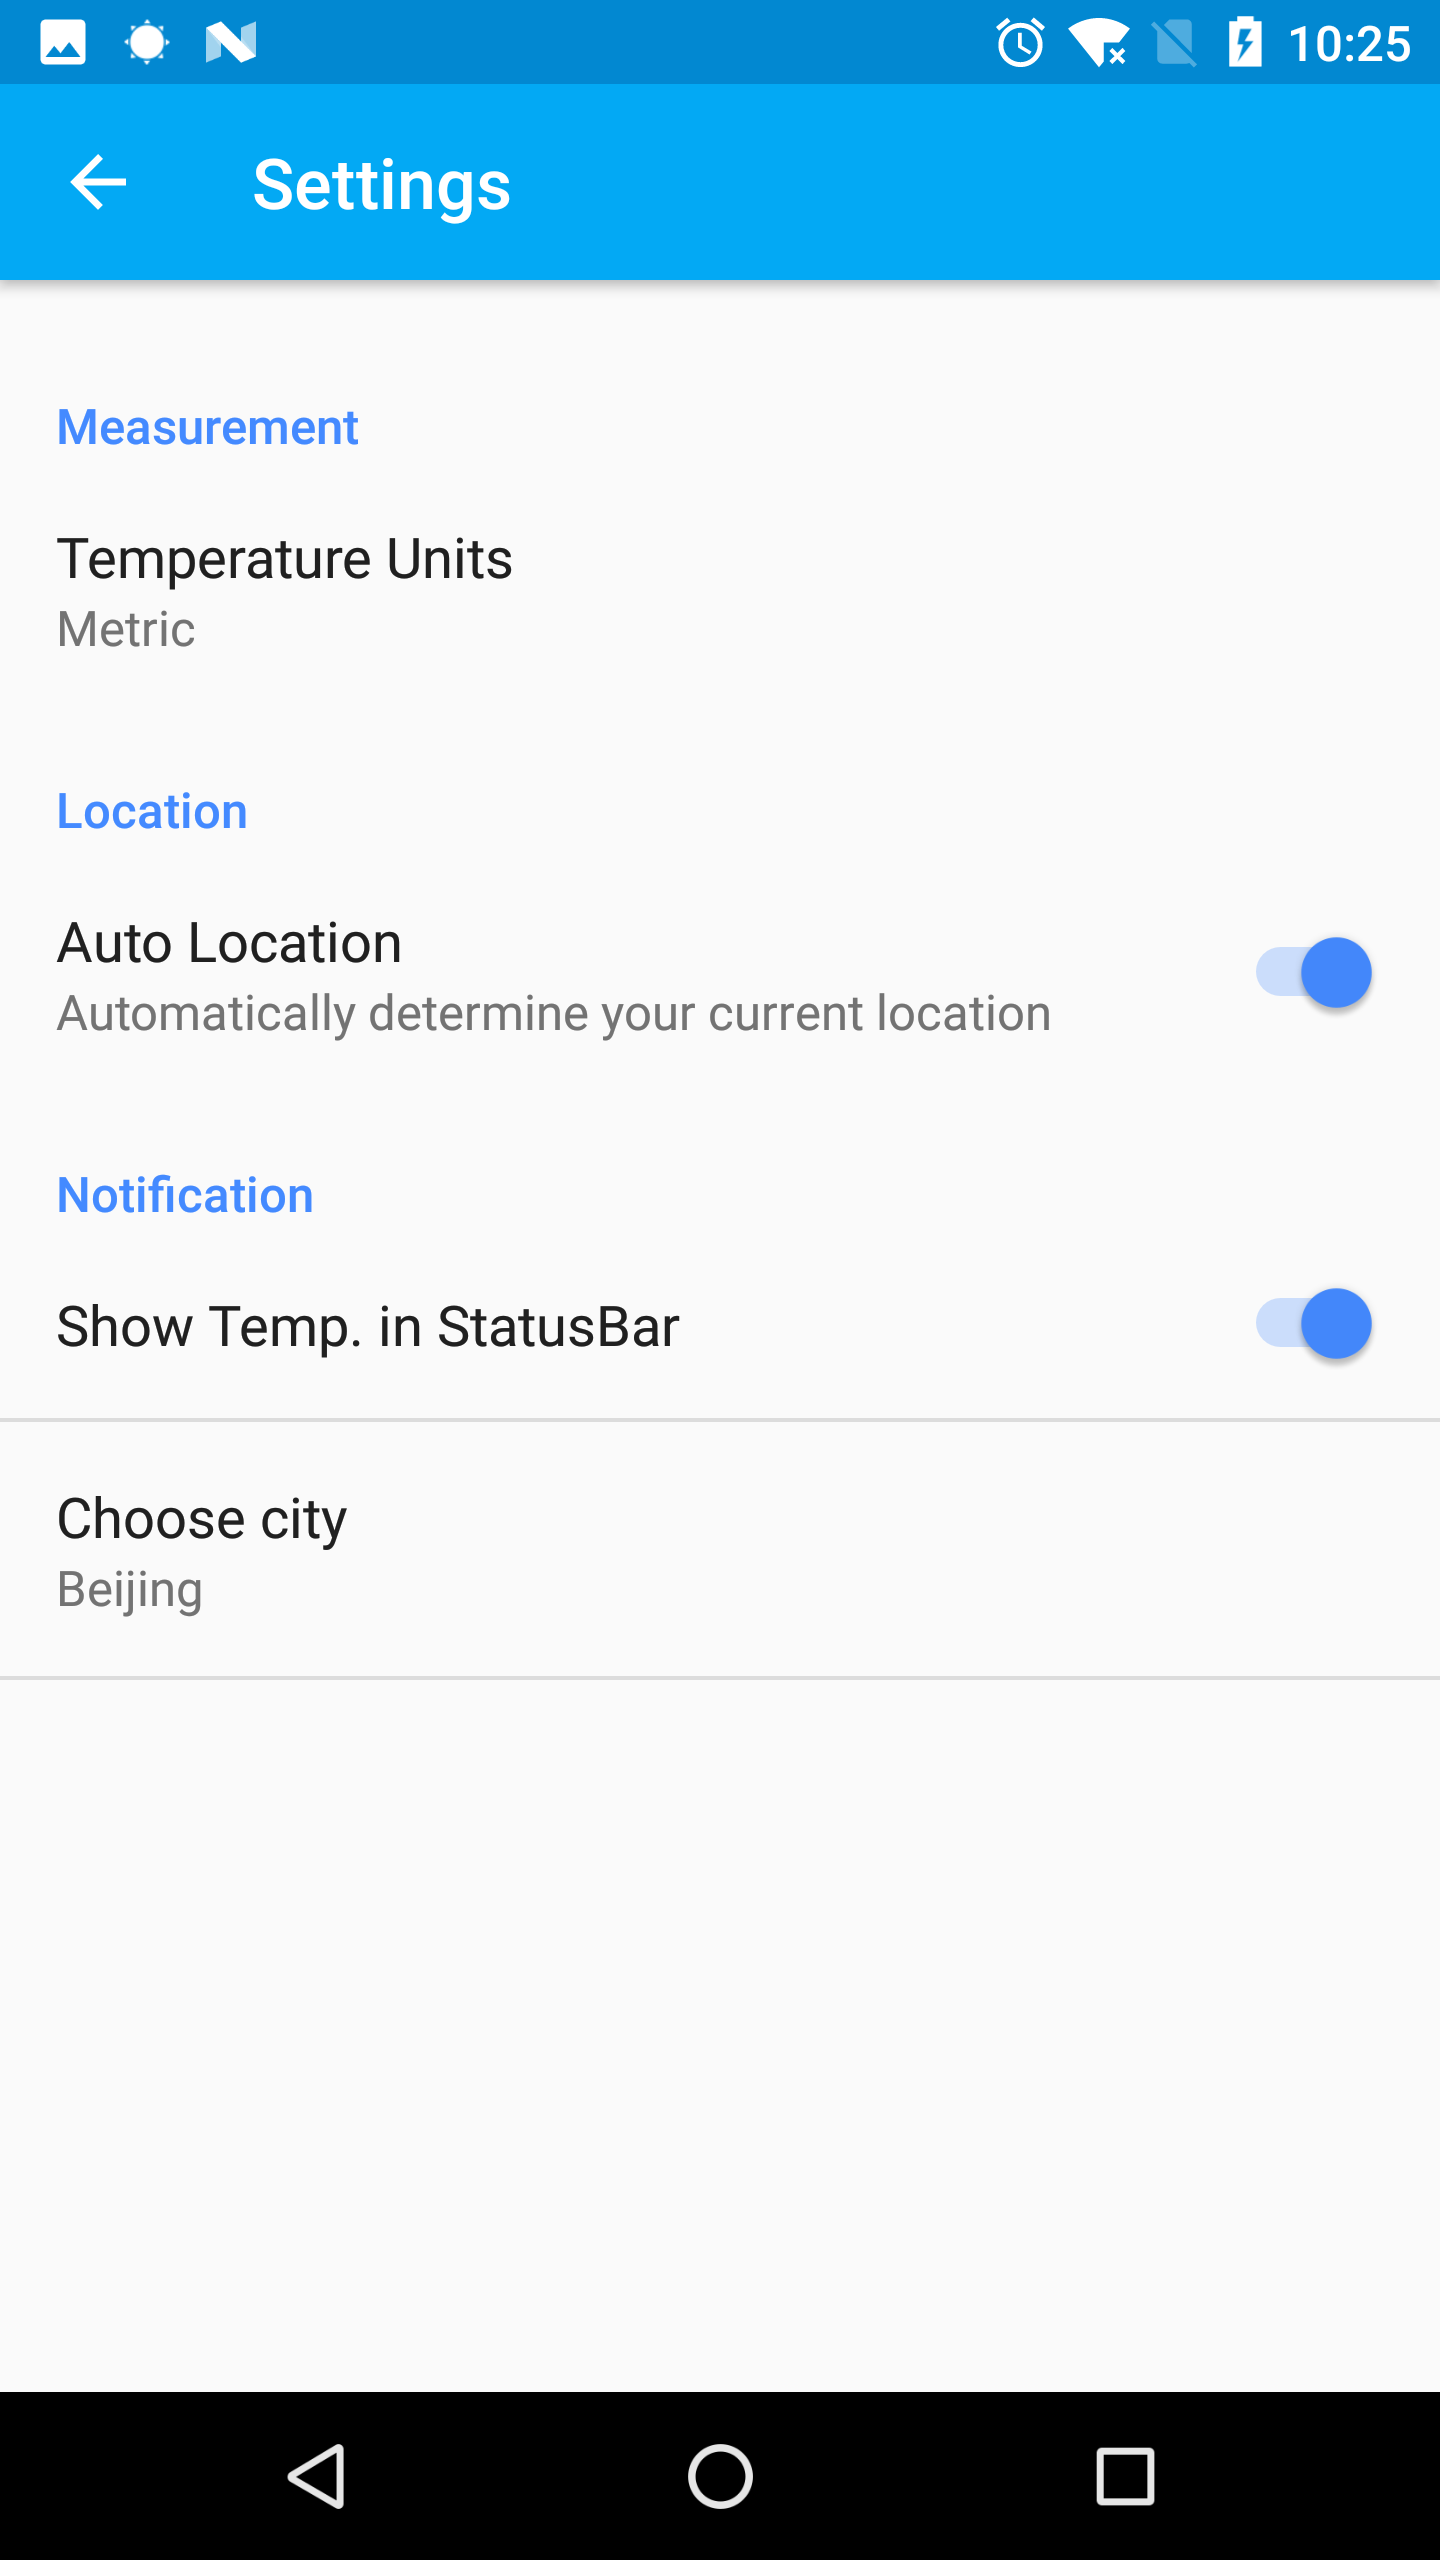 10:25
Settings
Measurement
Temperature Units
Metric
Location
Auto Location
Automatically determine your current location
Notification
Show Temp. in StatusBar
Choose city
Beijing